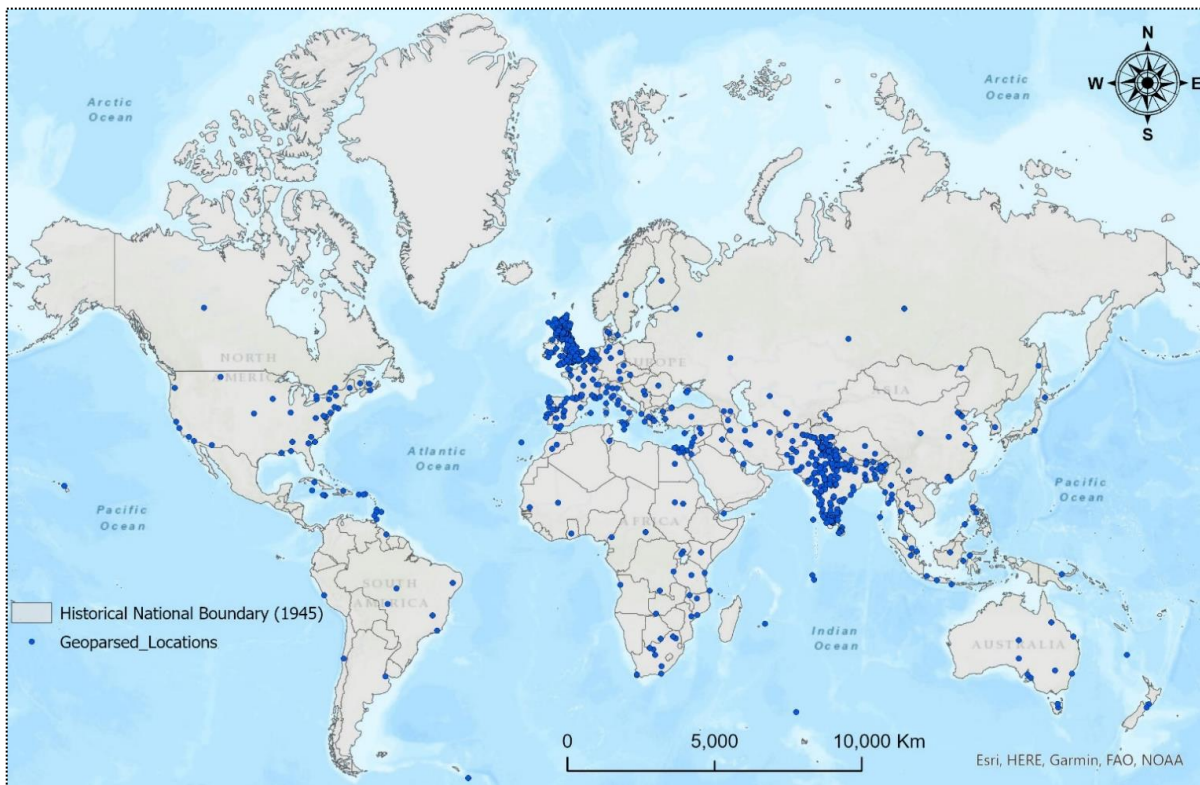 N
W E
S
Arctic
Ocean
Arctic
Ocean
NORTH
AMERICA
EUROPE
ASIA
Atlantic
Ocean
Pacific
Ocean
Pacific
Ocean
AFRICA
SOUTH
AMERICA
Indian
Ocean
AUSTRALIA
Historical National Boundary (1945)
Geoparsed_Locations
0 5,000 10,000 Km
Esri, HERE, Garmin, FAO, NOAA